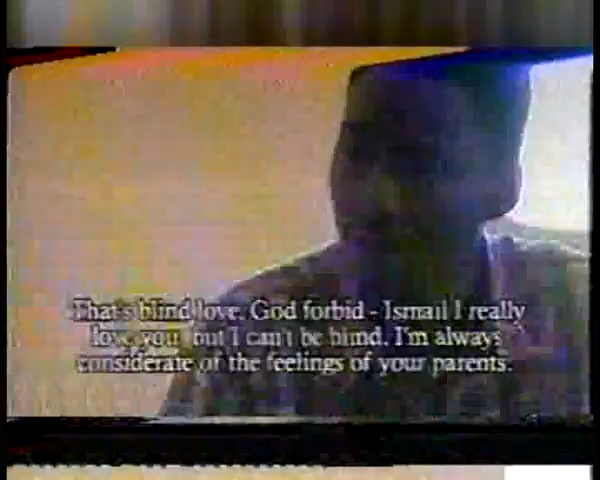 That's blind love. God forbid - Ismail I really
love you but I can't be blind. I'm always
considerate of the feelings of your parents.